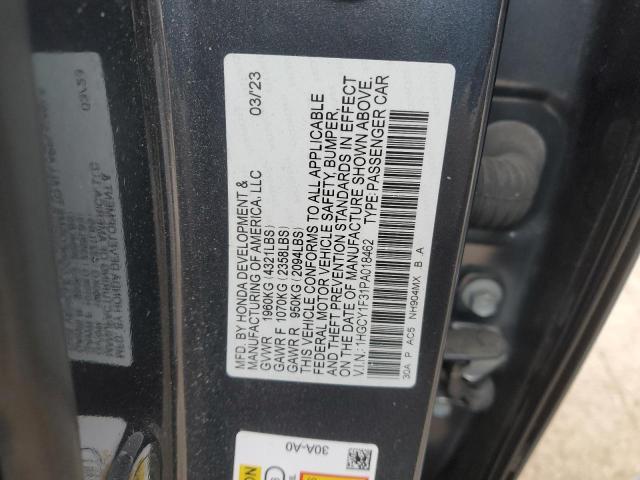 MFD. BY HONDA DEVELOPMENT & 03/23
MANUFACTURING OF AMERICA, LLC
GVWR 1960KG (4321LBS)
GAWR F 1070KG (2358LBS)
GAWR R 950KG (2094LBS)
THIS VEHICLE CONFORMS TO ALL APPLICABLE
FEDERAL MOTOR VEHICLE SAFETY, BUMPER,
AND THEFT PREVENTION STANDARDS IN EFFECT
ON THE DATE OF MANUFACTURE SHOWN ABOVE.
V.I.N.: 1HGCY1F31PA018462 TYPE: PASSENGER CAR
30A P AC5 NH904MX B A
30A-A0